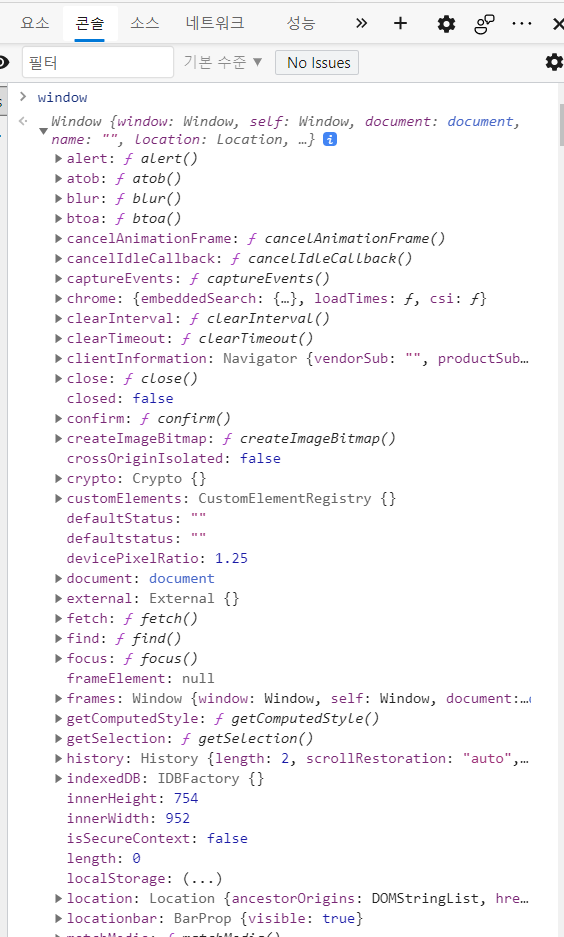 요소 콘솔 소스 네트워크 성능
필터 기본 수준 ▼ No Issues
> window
Window {window: Window, self: Window, document: document,
name: "", location: Location, …} i
alert: ƒ alert()
atob: ƒ atob()
blur: ƒ blur()
btoa: ƒ btoa()
cancelAnimationFrame: ƒ cancelAnimationFrame()
cancelIdleCallback: ƒ cancelIdleCallback()
captureEvents: ƒ captureEvents()
chrome: {embeddedSearch: {…}, loadTimes: ƒ, csi: ƒ}
clearInterval: ƒ clearInterval()
clearTimeout: ƒ clearTimeout()
clientInformation: Navigator {vendorSub: "", productSub…
close: ƒ close()
closed: false
confirm: ƒ confirm()
createImageBitmap: ƒ createImageBitmap()
crossOriginIsolated: false
crypto: Crypto {}
customElements: CustomElementRegistry {}
defaultStatus: ""
defaultstatus: ""
devicePixelRatio: 1.25
document: document
external: External {}
fetch: ƒ fetch()
find: ƒ find()
focus: ƒ focus()
frameElement: null
frames: Window {window: Window, self: Window, document:…
getComputedStyle: ƒ getComputedStyle()
getSelection: ƒ getSelection()
history: History {length: 2, scrollRestoration: "auto",…
indexedDB: IDBFactory {}
innerHeight: 754
innerWidth: 952
isSecureContext: false
length: 0
localStorage: (...)
location: Location {ancestorOrigins: DOMStringList, hre…
locationbar: BarProp {visible: true}